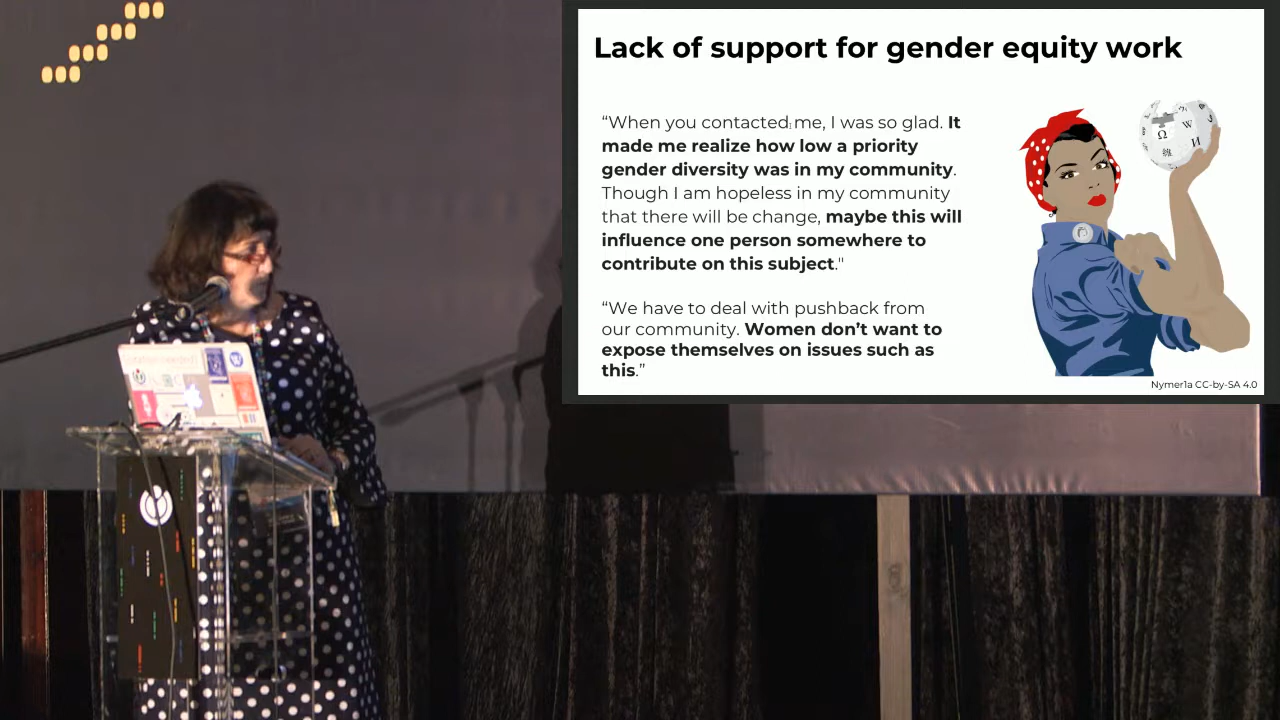 Lack of support for gender equity work
“When you contacted me, I was so glad. It
made me realize how low a priority
gender diversity was in my community.
Though I am hopeless in my community
that there will be change, maybe this will
influence one person somewhere to
contribute on this subject."
“We have to deal with pushback from
our community. Women don’t want to
expose themselves on issues such as
this.”
Ω W И 維
Nymer1a CC-by-SA 4.0